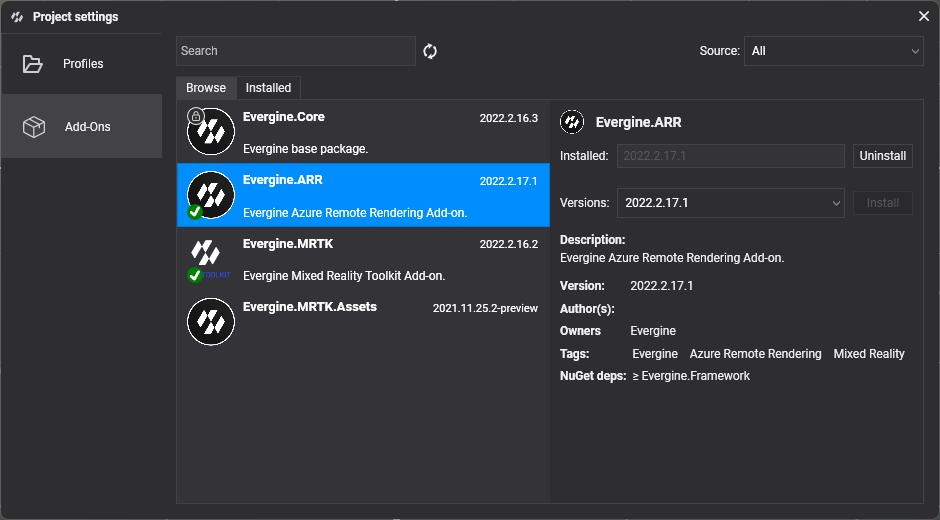 Project settings
Profiles
Add-Ons
Search
Source: All
Browse Installed
Evergine.Core 2022.2.16.3
Evergine base package.
Evergine.ARR 2022.2.17.1
Evergine Azure Remote Rendering Add-on.
Evergine.MRTK 2022.2.16.2
TOOLKIT
Evergine Mixed Reality Toolkit Add-on.
Evergine.MRTK.Assets 2021.11.25.2-preview
Evergine.ARR
Installed: 2022.2.17.1 Uninstall
Versions: 2022.2.17.1 Install
Description:
Evergine Azure Remote Rendering Add-on.
Version: 2022.2.17.1
Author(s):
Owners Evergine
Tags: Evergine Azure Remote Rendering Mixed Reality
NuGet deps: ≥ Evergine.Framework